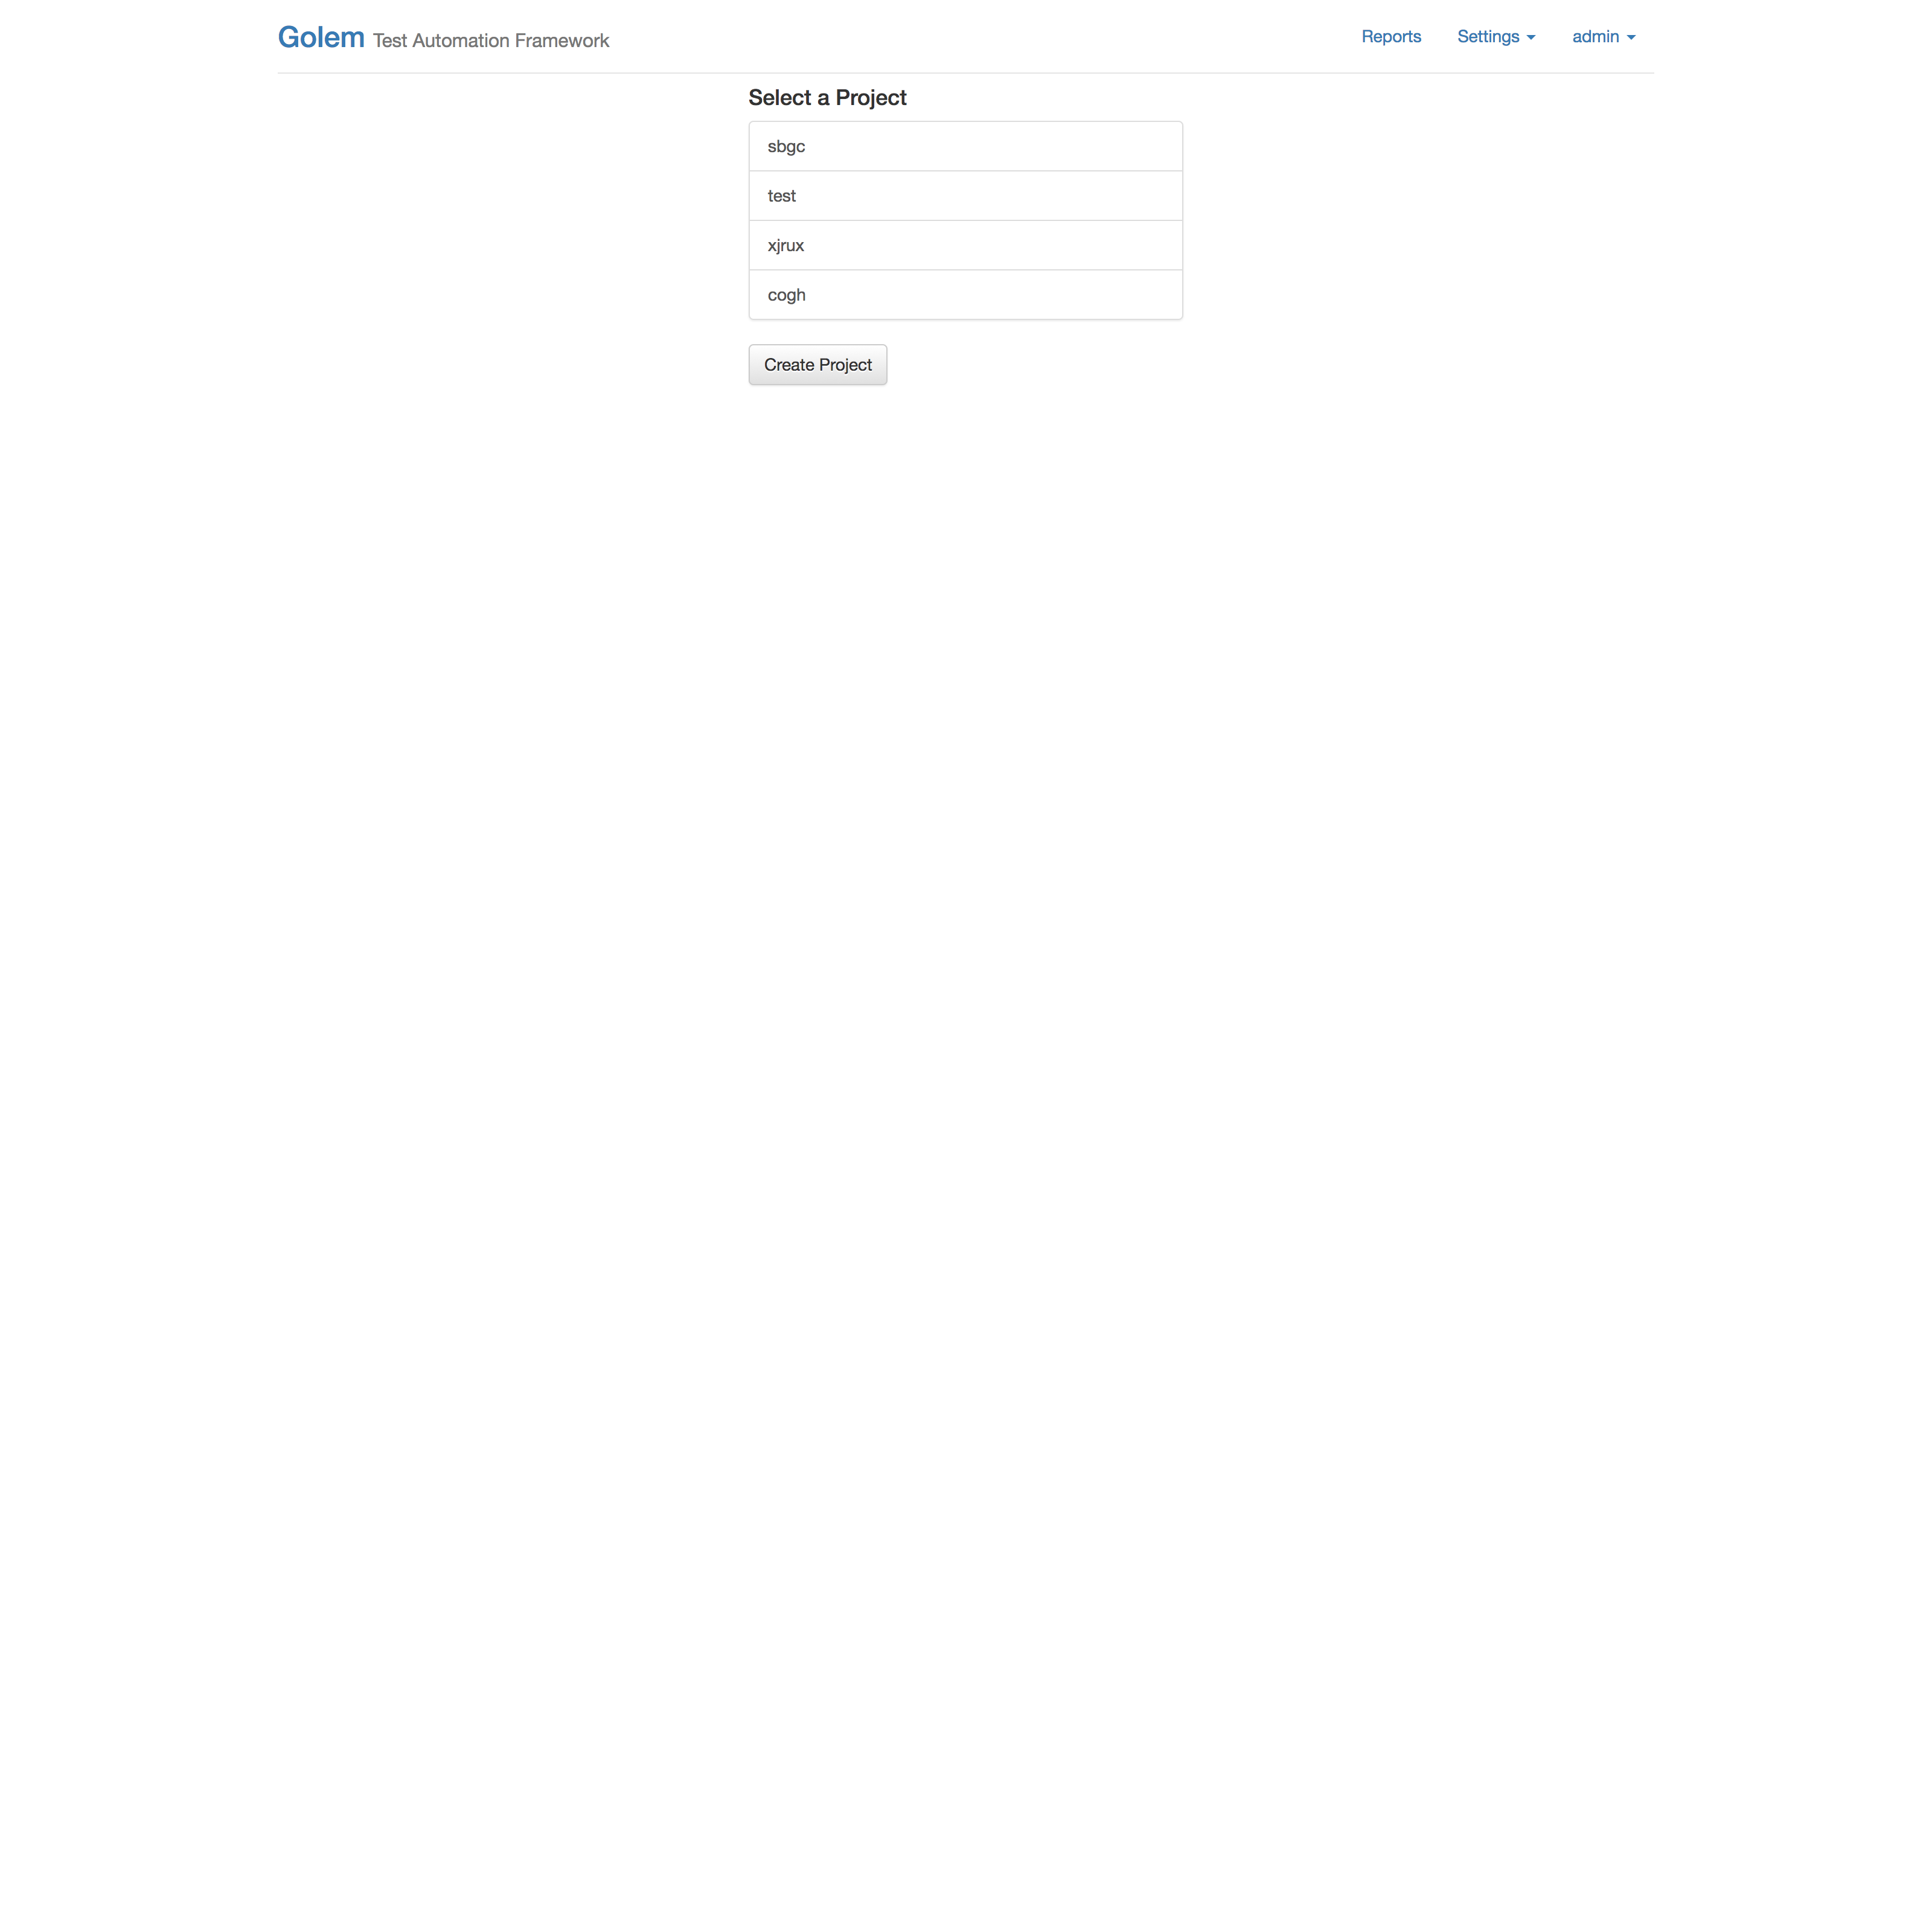 Golem Test Automation Framework
Reports Settings admin
Select a Project
sbgc
test
xjrux
cogh
Create Project